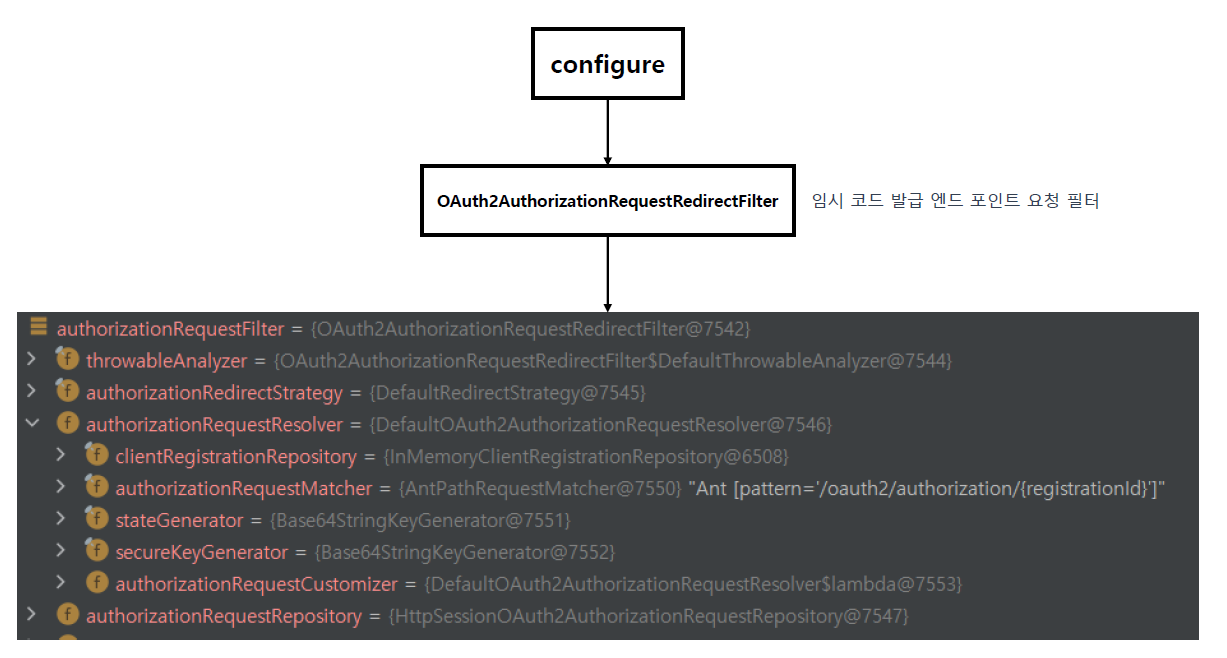 configure
OAuth2AuthorizationRequestRedirectFilter 임시 코드 발급 엔드 포인트 요청 필터
authorizationRequestFilter = {OAuth2AuthorizationRequestRedirectFilter@7542}
f throwableAnalyzer = {OAuth2AuthorizationRequestRedirectFilter$DefaultThrowableAnalyzer@7544}
f authorizationRedirectStrategy = {DefaultRedirectStrategy@7545}
f authorizationRequestResolver = {DefaultOAuth2AuthorizationRequestResolver@7546}
f clientRegistrationRepository = {InMemoryClientRegistrationRepository@6508}
f authorizationRequestMatcher = {AntPathRequestMatcher@7550} "Ant [pattern='/oauth2/authorization/{registrationId}']"
f stateGenerator = {Base64StringKeyGenerator@7551}
f secureKeyGenerator = {Base64StringKeyGenerator@7552}
f authorizationRequestCustomizer = {DefaultOAuth2AuthorizationRequestResolver$lambda@7553}
f authorizationRequestRepository = {HttpSessionOAuth2AuthorizationRequestRepository@7547}